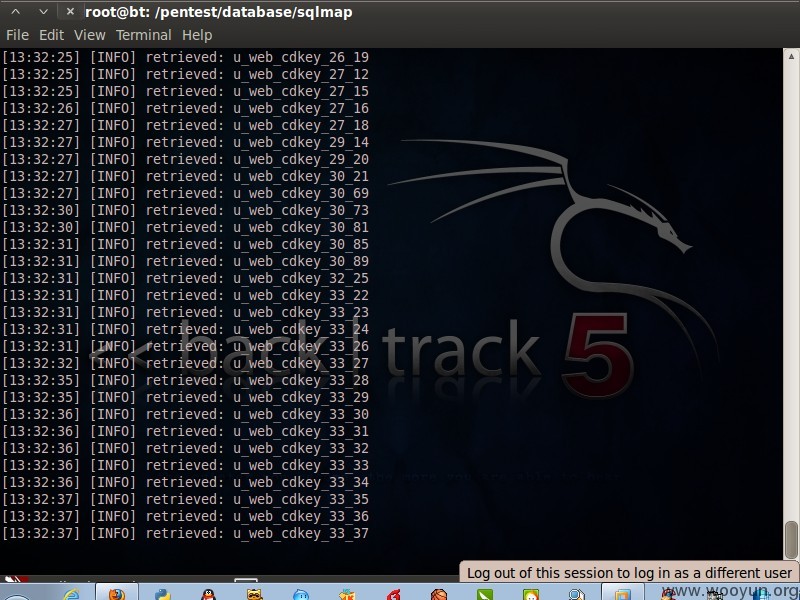 root@bt: /pentest/database/sqlmap
File Edit View Terminal Help
[13:32:25] [INFO] retrieved: u_web_cdkey_26_19
[13:32:25] [INFO] retrieved: u_web_cdkey_27_12
[13:32:25] [INFO] retrieved: u_web_cdkey_27_15
[13:32:26] [INFO] retrieved: u_web_cdkey_27_16
[13:32:27] [INFO] retrieved: u_web_cdkey_27_18
[13:32:27] [INFO] retrieved: u_web_cdkey_29_14
[13:32:27] [INFO] retrieved: u_web_cdkey_29_20
[13:32:27] [INFO] retrieved: u_web_cdkey_30_21
[13:32:27] [INFO] retrieved: u_web_cdkey_30_69
[13:32:30] [INFO] retrieved: u_web_cdkey_30_73
[13:32:30] [INFO] retrieved: u_web_cdkey_30_81
[13:32:31] [INFO] retrieved: u_web_cdkey_30_85
[13:32:31] [INFO] retrieved: u_web_cdkey_30_89
[13:32:31] [INFO] retrieved: u_web_cdkey_32_25
[13:32:31] [INFO] retrieved: u_web_cdkey_33_22
[13:32:31] [INFO] retrieved: u_web_cdkey_33_23
[13:32:31] [INFO] retrieved: u_web_cdkey_33_24
[13:32:31] [INFO] retrieved: u_web_cdkey_33_26
[13:32:32] [INFO] retrieved: u_web_cdkey_33_27
[13:32:35] [INFO] retrieved: u_web_cdkey_33_28
[13:32:35] [INFO] retrieved: u_web_cdkey_33_29
[13:32:36] [INFO] retrieved: u_web_cdkey_33_30
[13:32:36] [INFO] retrieved: u_web_cdkey_33_31
[13:32:36] [INFO] retrieved: u_web_cdkey_33_32
[13:32:36] [INFO] retrieved: u_web_cdkey_33_33
[13:32:36] [INFO] retrieved: u_web_cdkey_33_34
[13:32:37] [INFO] retrieved: u_web_cdkey_33_35
[13:32:37] [INFO] retrieved: u_web_cdkey_33_36
[13:32:37] [INFO] retrieved: u_web_cdkey_33_37
<< back | track 5
Log out of this session to log in as a different user
www.wooyun.org